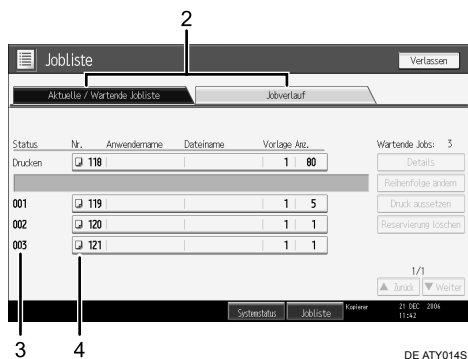 2
Jobliste
Verlassen
Aktuelle / Wartende Jobliste
Jobverlauf
Status Nr. Anwendername Dateiname Vorlage Anz. Wartende Jobs: 3
Drucken 118 1 80 Details
Reihenfolge ändern
001 119 1 5 Druck aussetzen
002 120 1 1 Reservierung löschen
003 121 1 1
1/1
▲ Zurück ▼ Weiter
Systemstatus Jobliste Kopierer 21 DEC 2006
11:42
3 4
DE ATY014S